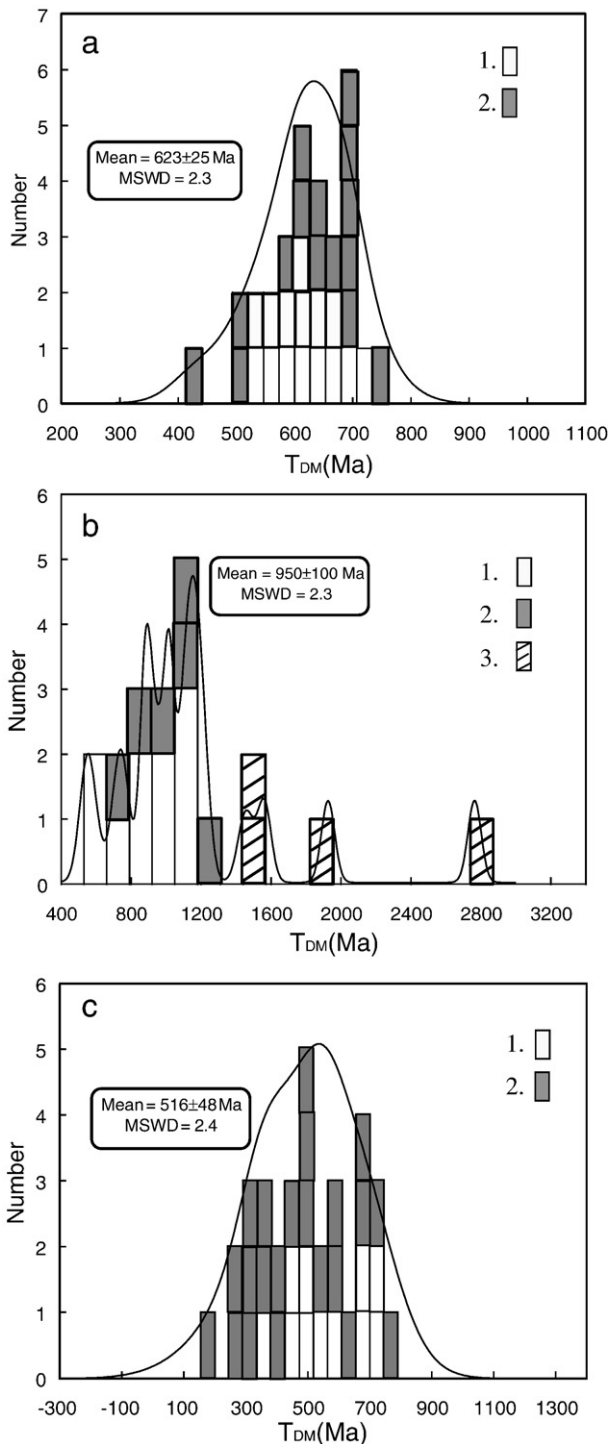 a
7
6
5
4
3
2
1
0
Number
1.
2.
Mean = 623±25 Ma
MSWD = 2.3
200 300 400 500 600 700 800 900 1000 1100
TDM(Ma)
b
6
5
4
3
2
1
0
Number
Mean = 950±100 Ma
MSWD = 2.3
1.
2.
3.
400 800 1200 1600 2000 2400 2800 3200
TDM(Ma)
c
6
5
4
3
2
1
0
Number
1.
2.
Mean = 516±48 Ma
MSWD = 2.4
-300 -100 100 300 500 700 900 1100 1300
TDM(Ma)